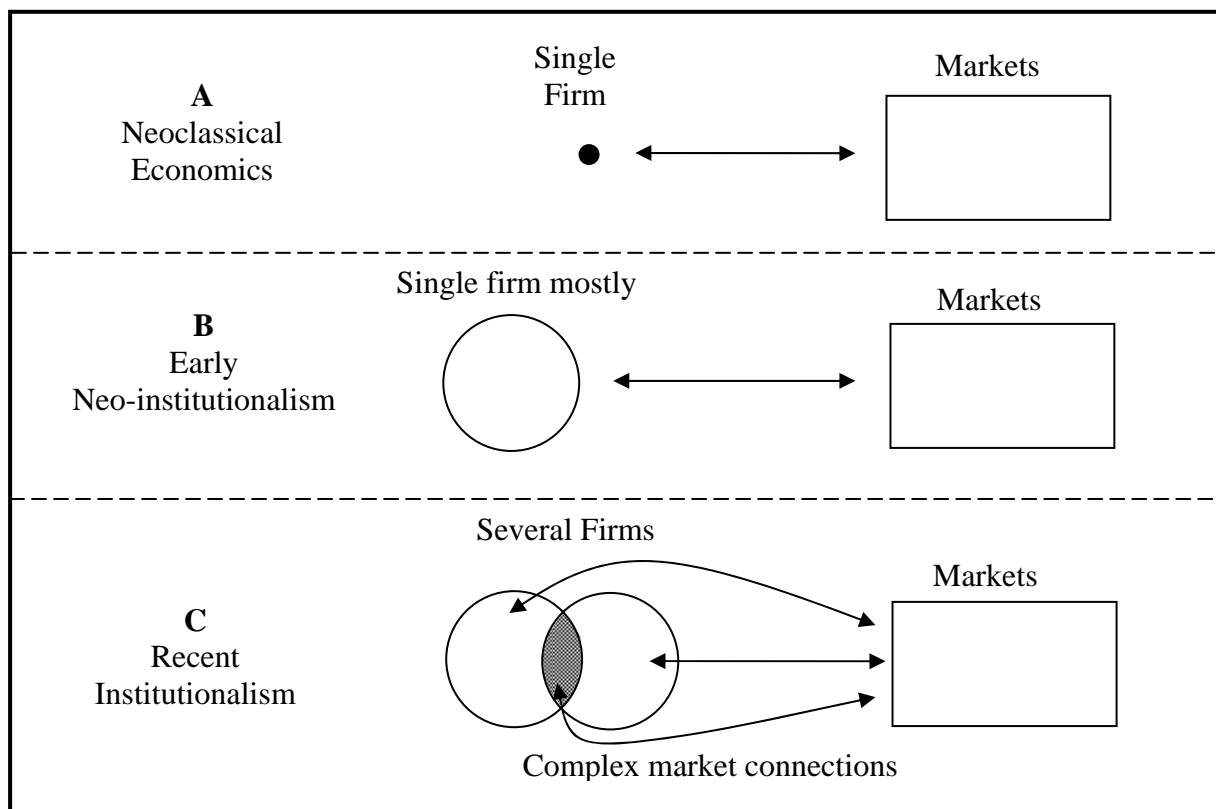 A
Neoclassical
Economics
Single
Firm
Markets
B
Early
Neo-institutionalism
Single firm mostly
Markets
C
Recent
Institutionalism
Several Firms
Markets
Complex market connections